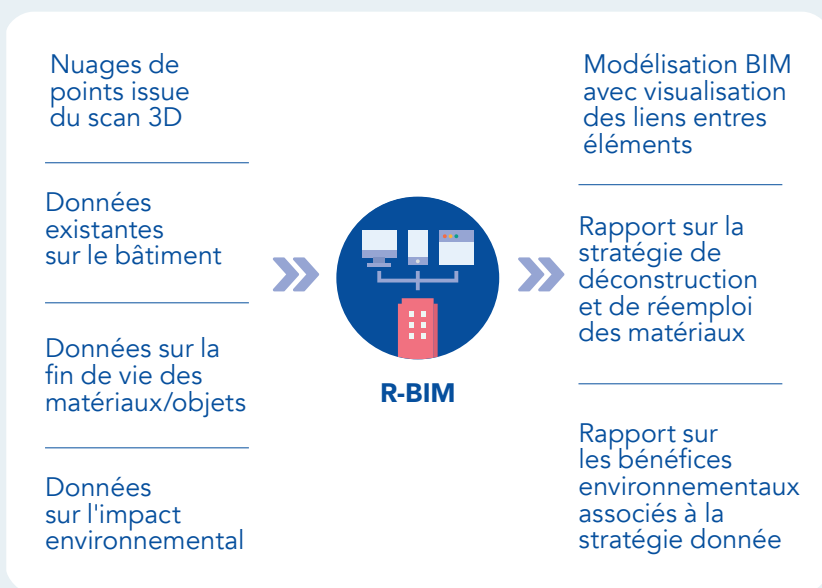 Nuages de
points issue
du scan 3D
Données
existantes
sur le bâtiment
Données sur la
fin de vie des
matériaux/objets
Données
sur l'impact
environnemental
R-BIM
Modélisation BIM
avec visualisation
des liens entres
éléments
Rapport sur la
stratégie de
déconstruction
et de réemploi
des matériaux
Rapport sur
les bénéfices
environnementaux
associés à la
stratégie donnée